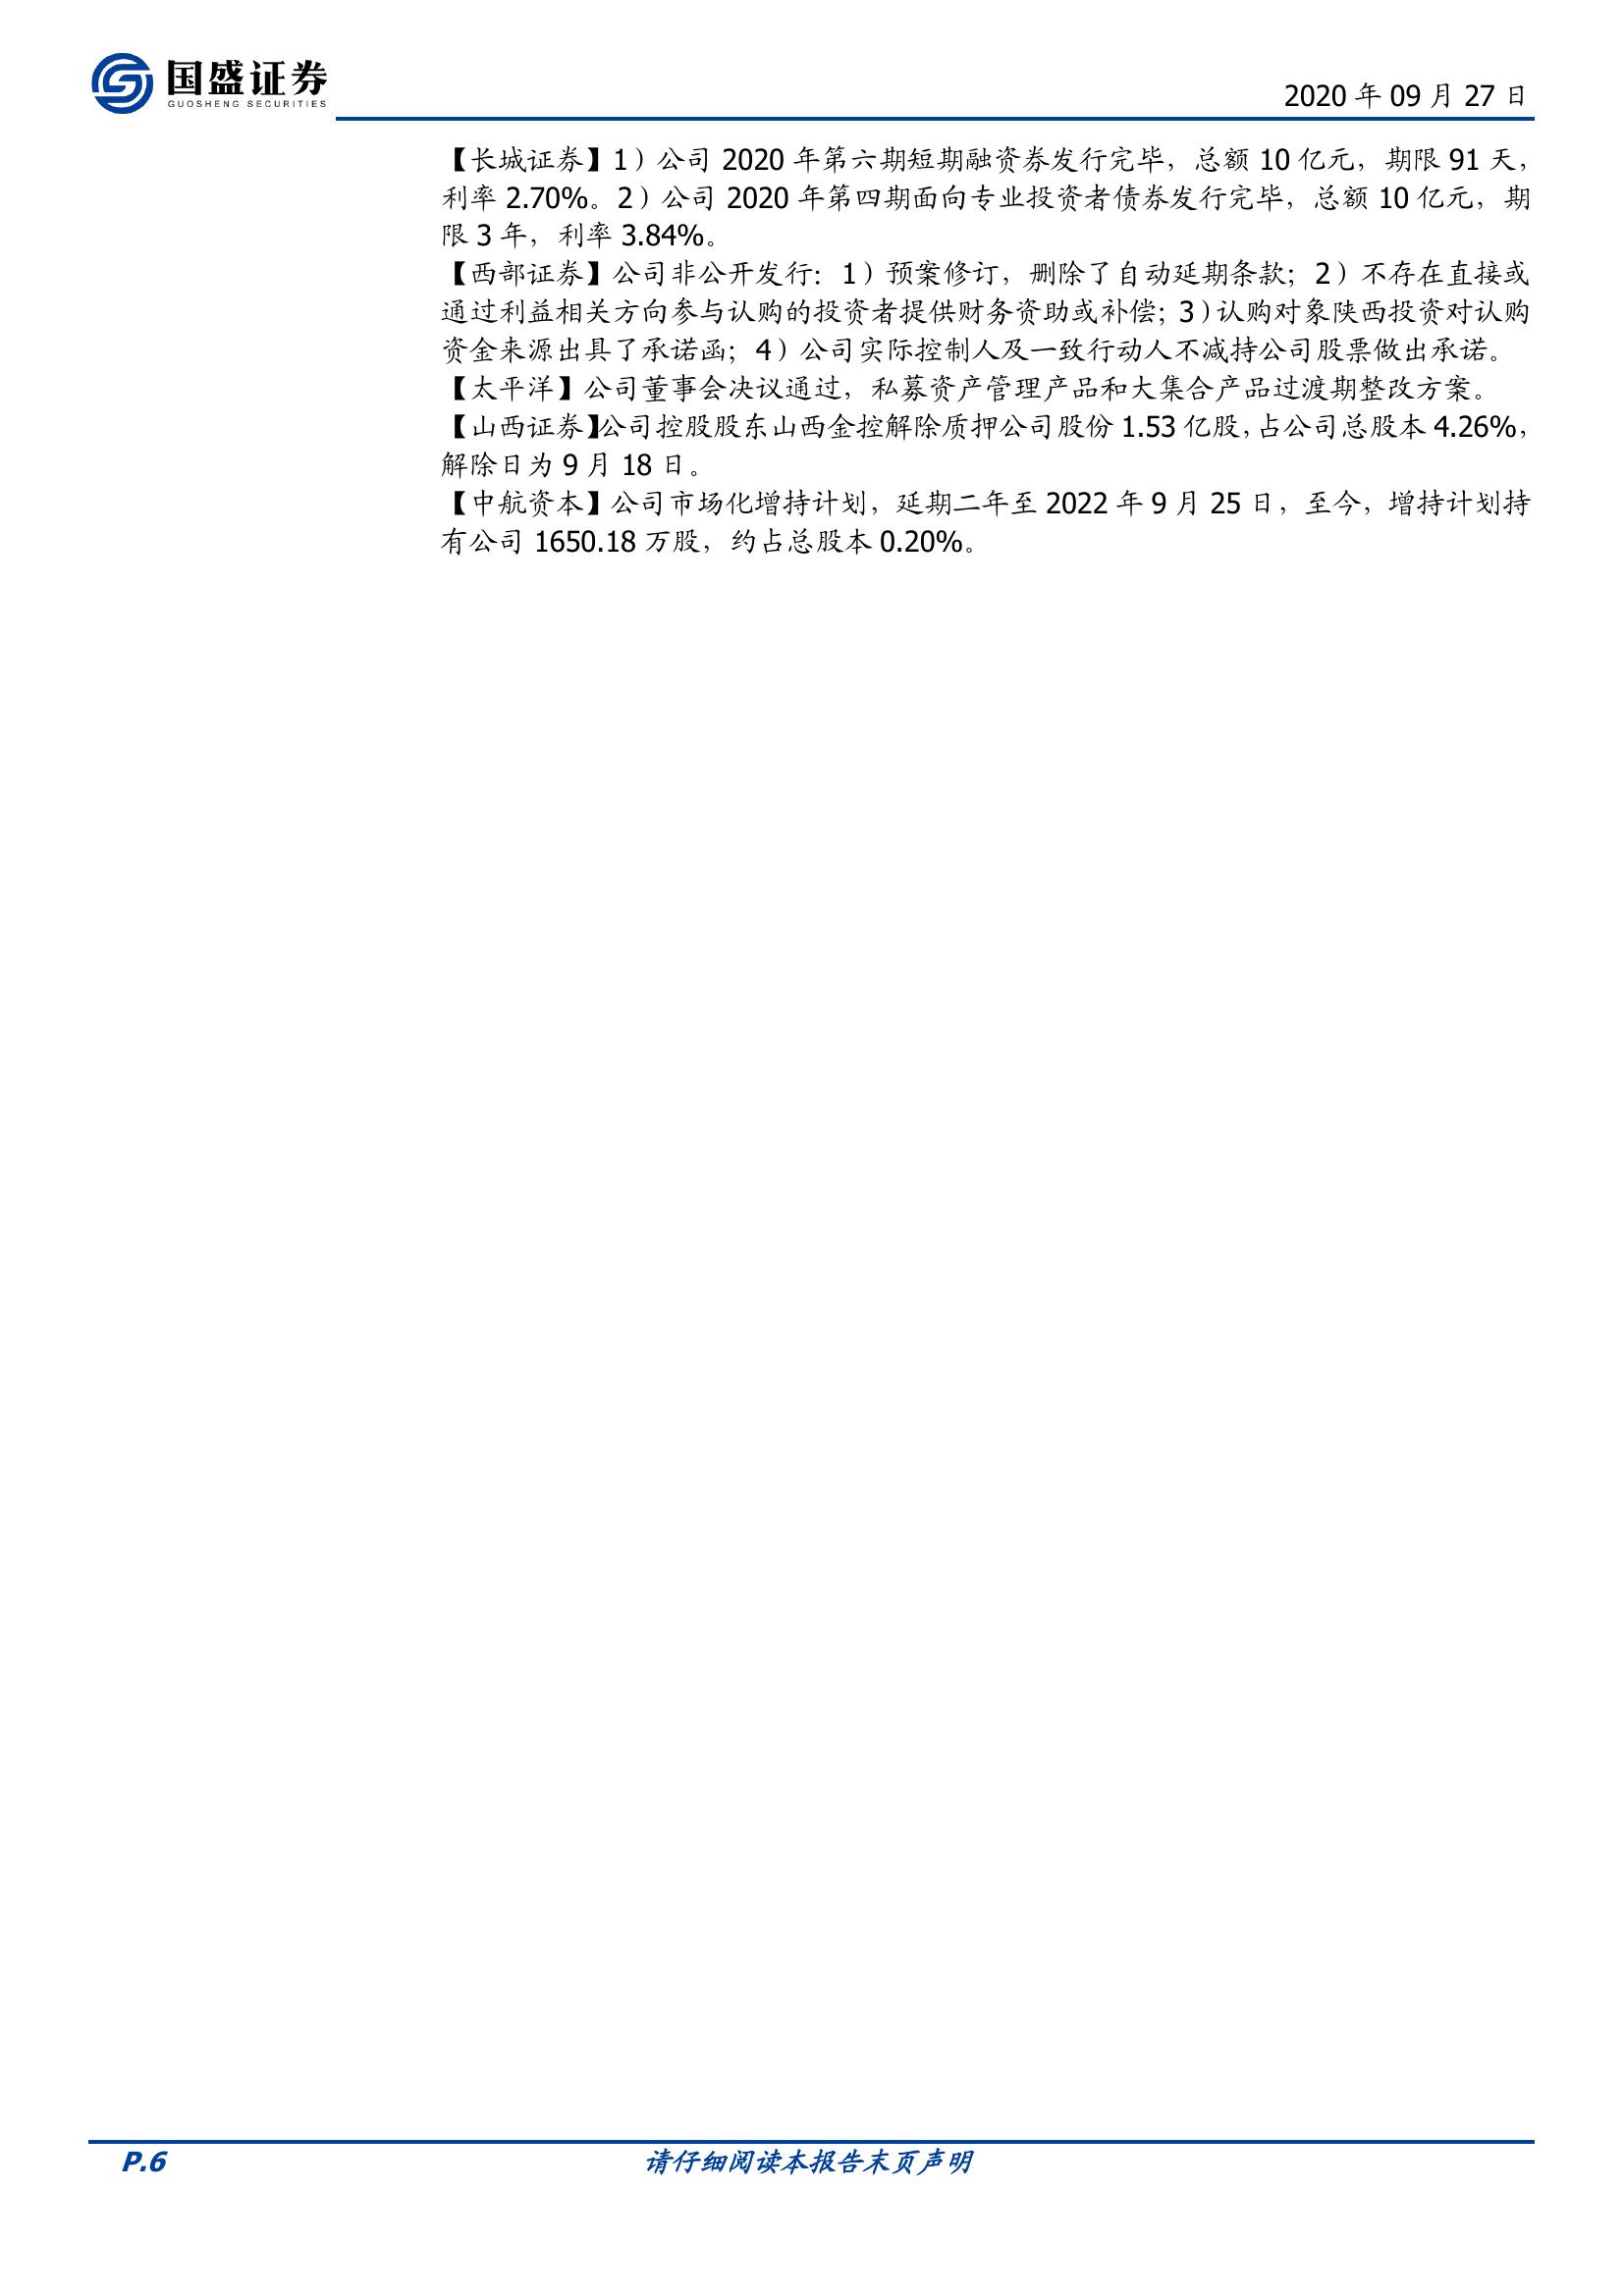 国盛证券
GUOSHENG SECURITIES
2020 年 09 月 27 日
【长城证券】1）公司 2020 年第六期短期融资券发行完毕，总额 10 亿元，期限 91 天，
利率 2.70%。2）公司 2020 年第四期面向专业投资者债券发行完毕，总额 10 亿元，期
限 3 年，利率 3.84%。
【西部证券】公司非公开发行：1）预案修订，删除了自动延期条款；2）不存在直接或
通过利益相关方向参与认购的投资者提供财务资助或补偿；3）认购对象陕西投资对认购
资金来源出具了承诺函；4）公司实际控制人及一致行动人不减持公司股票做出承诺。
【太平洋】公司董事会决议通过，私募资产管理产品和大集合产品过渡期整改方案。
【山西证券】公司控股股东山西金控解除质押公司股份 1.53 亿股，占公司总股本 4.26%，
解除日为 9 月 18 日。
【中航资本】公司市场化增持计划，延期二年至 2022 年 9 月 25 日，至今，增持计划持
有公司 1650.18 万股，约占总股本 0.20%。
P.6
请仔细阅读本报告末页声明